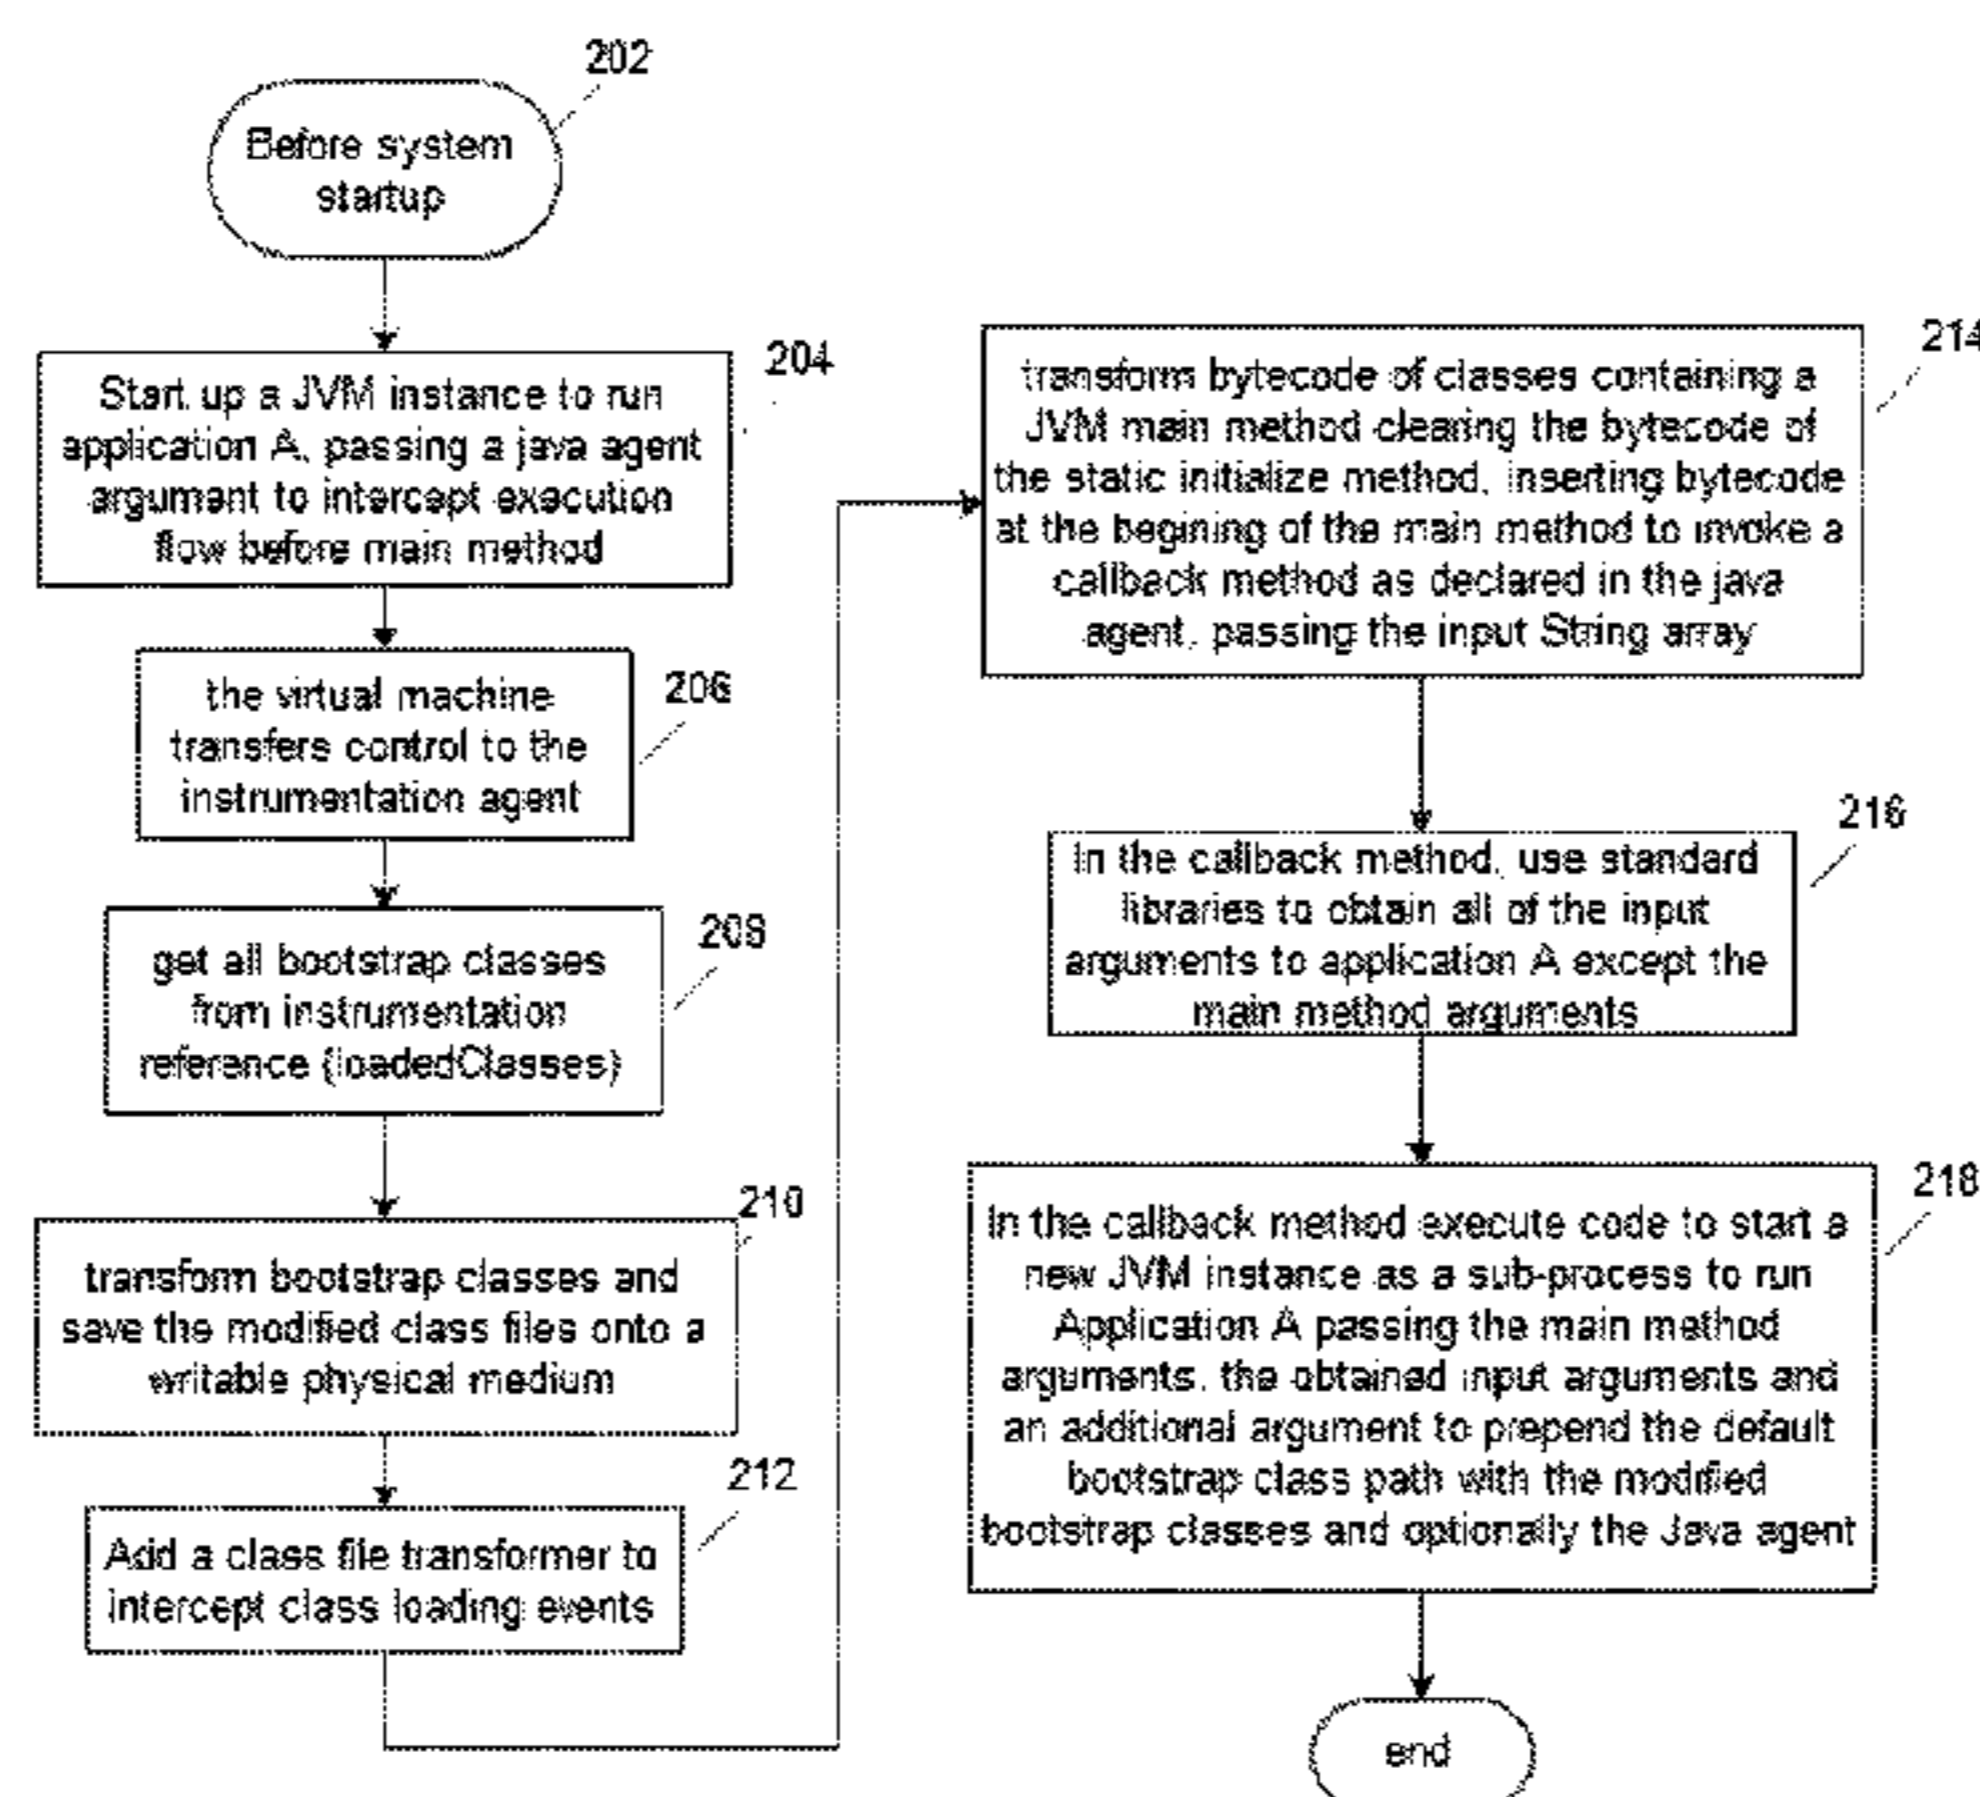 202
Before system
startup
204
Start up a JVM instance to run
application A, passing a java agent
argument to intercept execution
flow before main method
206
the virtual machine
transfers control to the
instrumentation agent
208
get all bootstrap classes
from instrumentation
reference (loadedClasses)
210
transform bootstrap classes and
save the modified class files onto a
writable physical medium
212
Add a class file transformer to
intercept class loading events
214
transform bytecode of classes containing a
JVM main method clearing the bytecode of
the static initialize method, inserting bytecode
at the begining of the main method to invoke a
callback method as declared in the java
agent, passing the input String array
216
In the callback method, use standard
libraries to obtain all of the input
arguments to application A except the
main method arguments
218
In the callback method execute code to start a
new JVM instance as a sub-process to run
Application A passing the main method
arguments, the obtained input arguments and
an additional argument to prepend the default
bootstrap class path with the modified
bootstrap classes and optionally the Java agent
end